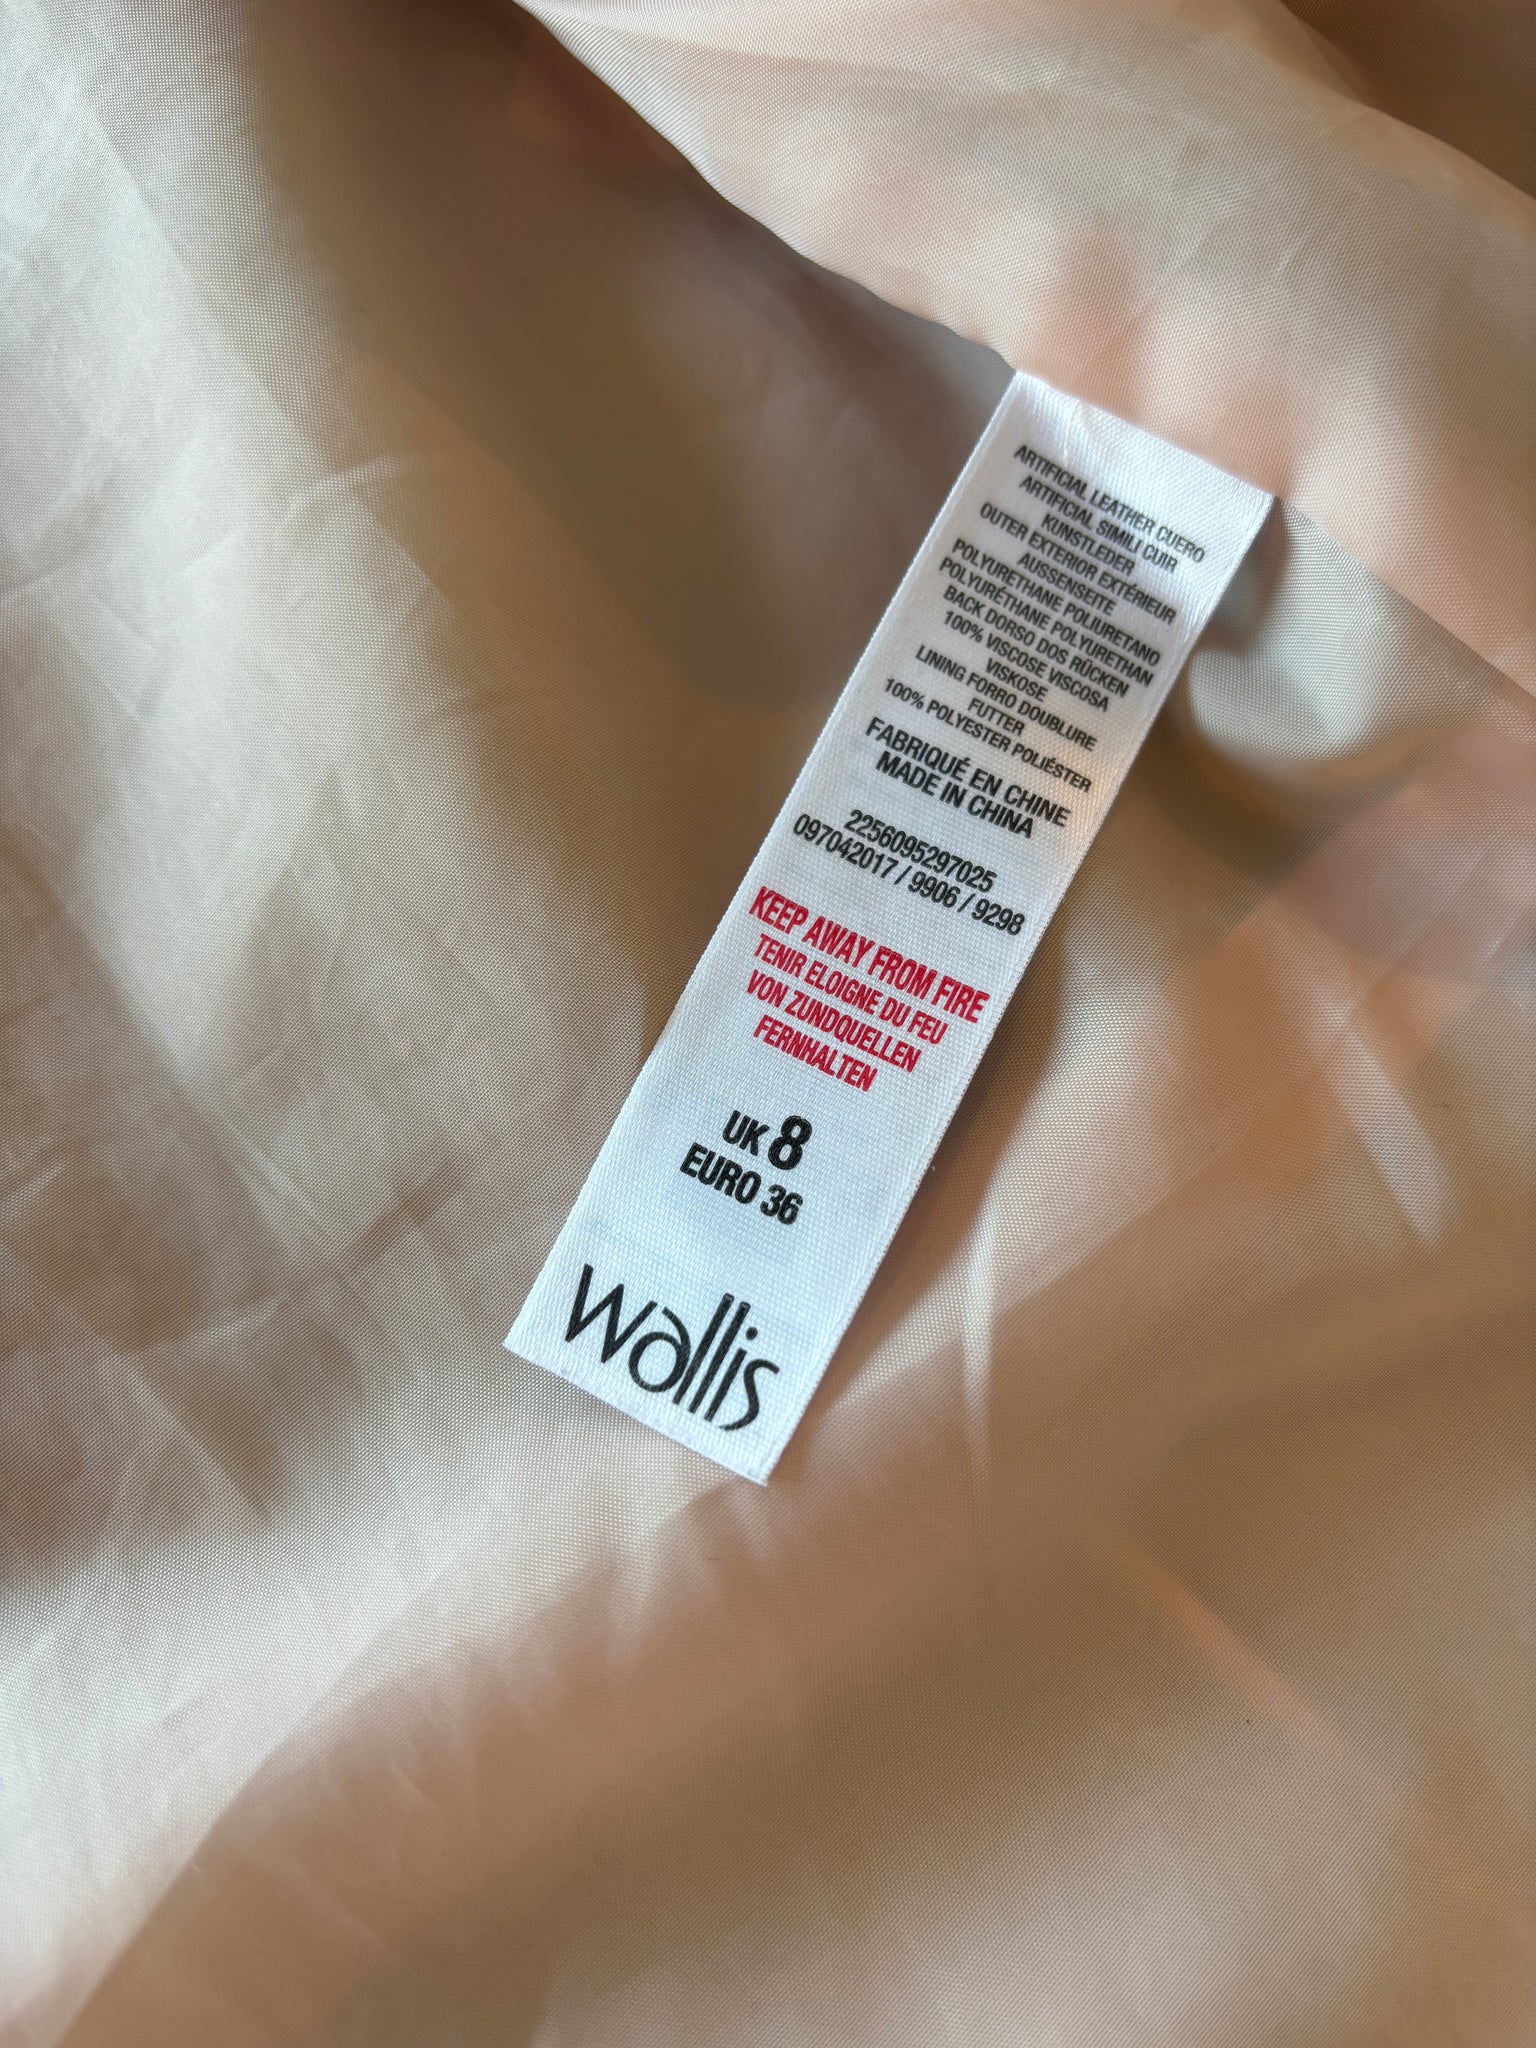 ARTIFICIAL LEATHER CUERO
ARTIFICIAL SIMILI CUIR
KUNSTLEDER
OUTER EXTERIOR EXTÉRIEUR
AUSSENSEITE
POLYURETHANE POLIURETANO
POLYURÉTHANE POLYURETHAN
BACK DORSO DOS RÜCKEN
100% VISCOSE VISCOSA
VISKOSE
LINING FORRO DOUBLURE
FUTTER
100% POLYESTER POLIÉSTER
FABRIQUÉ EN CHINE
MADE IN CHINA
2256095297025
097042017 / 9906 / 9298
KEEP AWAY FROM FIRE
TENIR ELOIGNE DU FEU
VON ZUNDQUELLEN
FERNHALTEN
UK 8
EURO 36
wallis